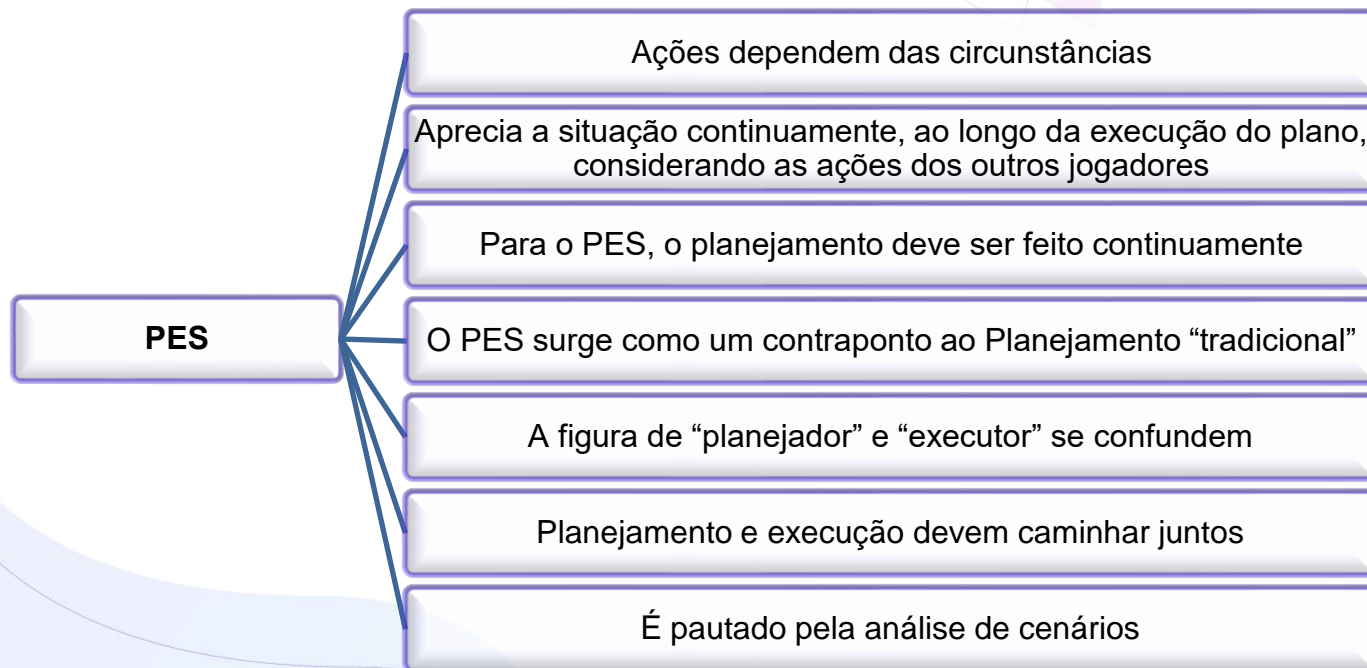 Ações dependem das circunstâncias
Aprecia a situação continuamente, ao longo da execução do plano,
considerando as ações dos outros jogadores
Para o PES, o planejamento deve ser feito continuamente
PES
O PES surge como um contraponto ao Planejamento “tradicional”
A figura de “planejador” e “executor” se confundem
Planejamento e execução devem caminhar juntos
É pautado pela análise de cenários